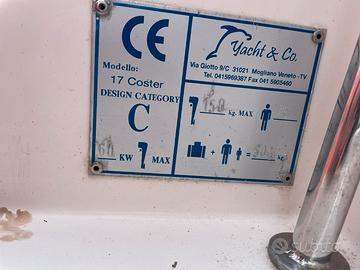 CE
Yacht & Co.
Via Giotto 9/C 31021 Mogliano Veneto - TV
Tel. 0415969387 Fax 041 5905460
Modello:
17 Coster
DESIGN CATEGORY
C
KW MAX
150 kg. MAX
+ = kg.
subito